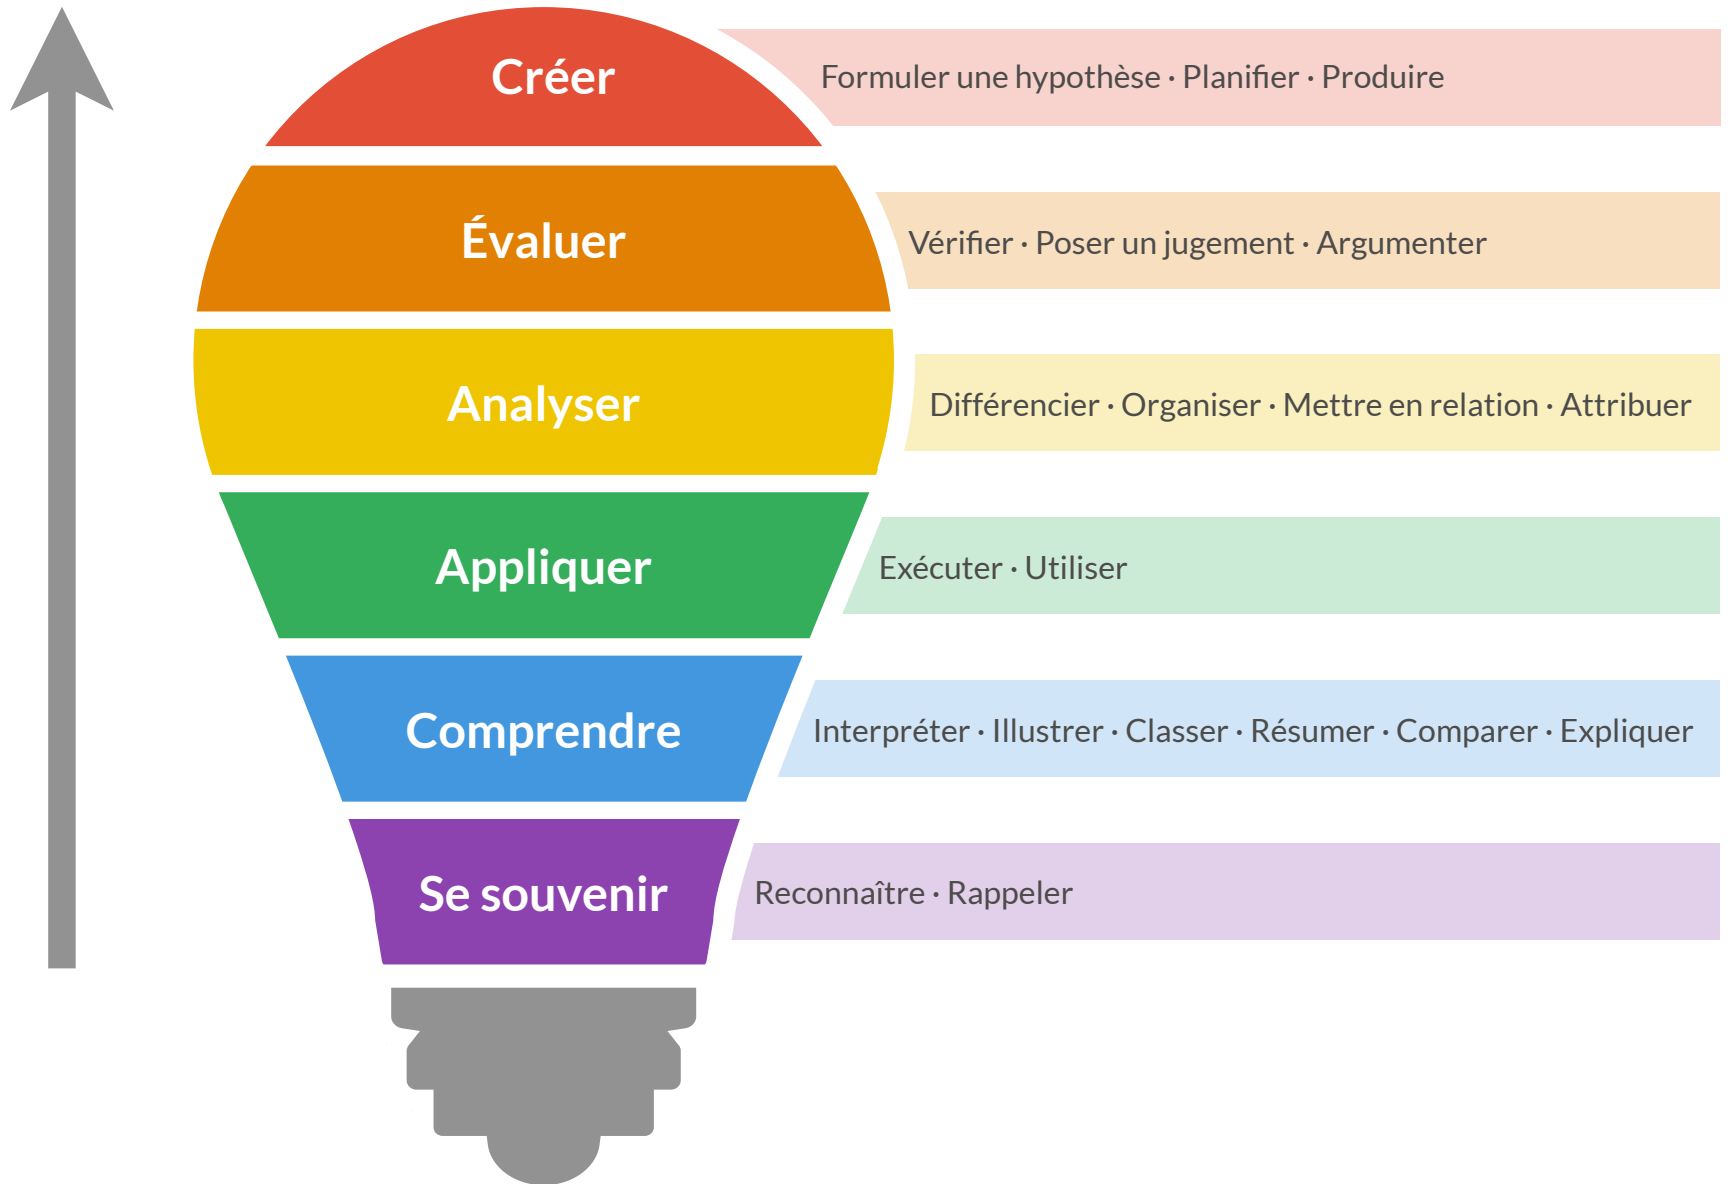 Créer
Formuler une hypothèse · Planifier · Produire
Évaluer
Vérifier · Poser un jugement · Argumenter
Analyser
Différencier · Organiser · Mettre en relation · Attribuer
Appliquer
Exécuter · Utiliser
Comprendre
Interpréter · Illustrer · Classer · Résumer · Comparer · Expliquer
Se souvenir
Reconnaître · Rappeler